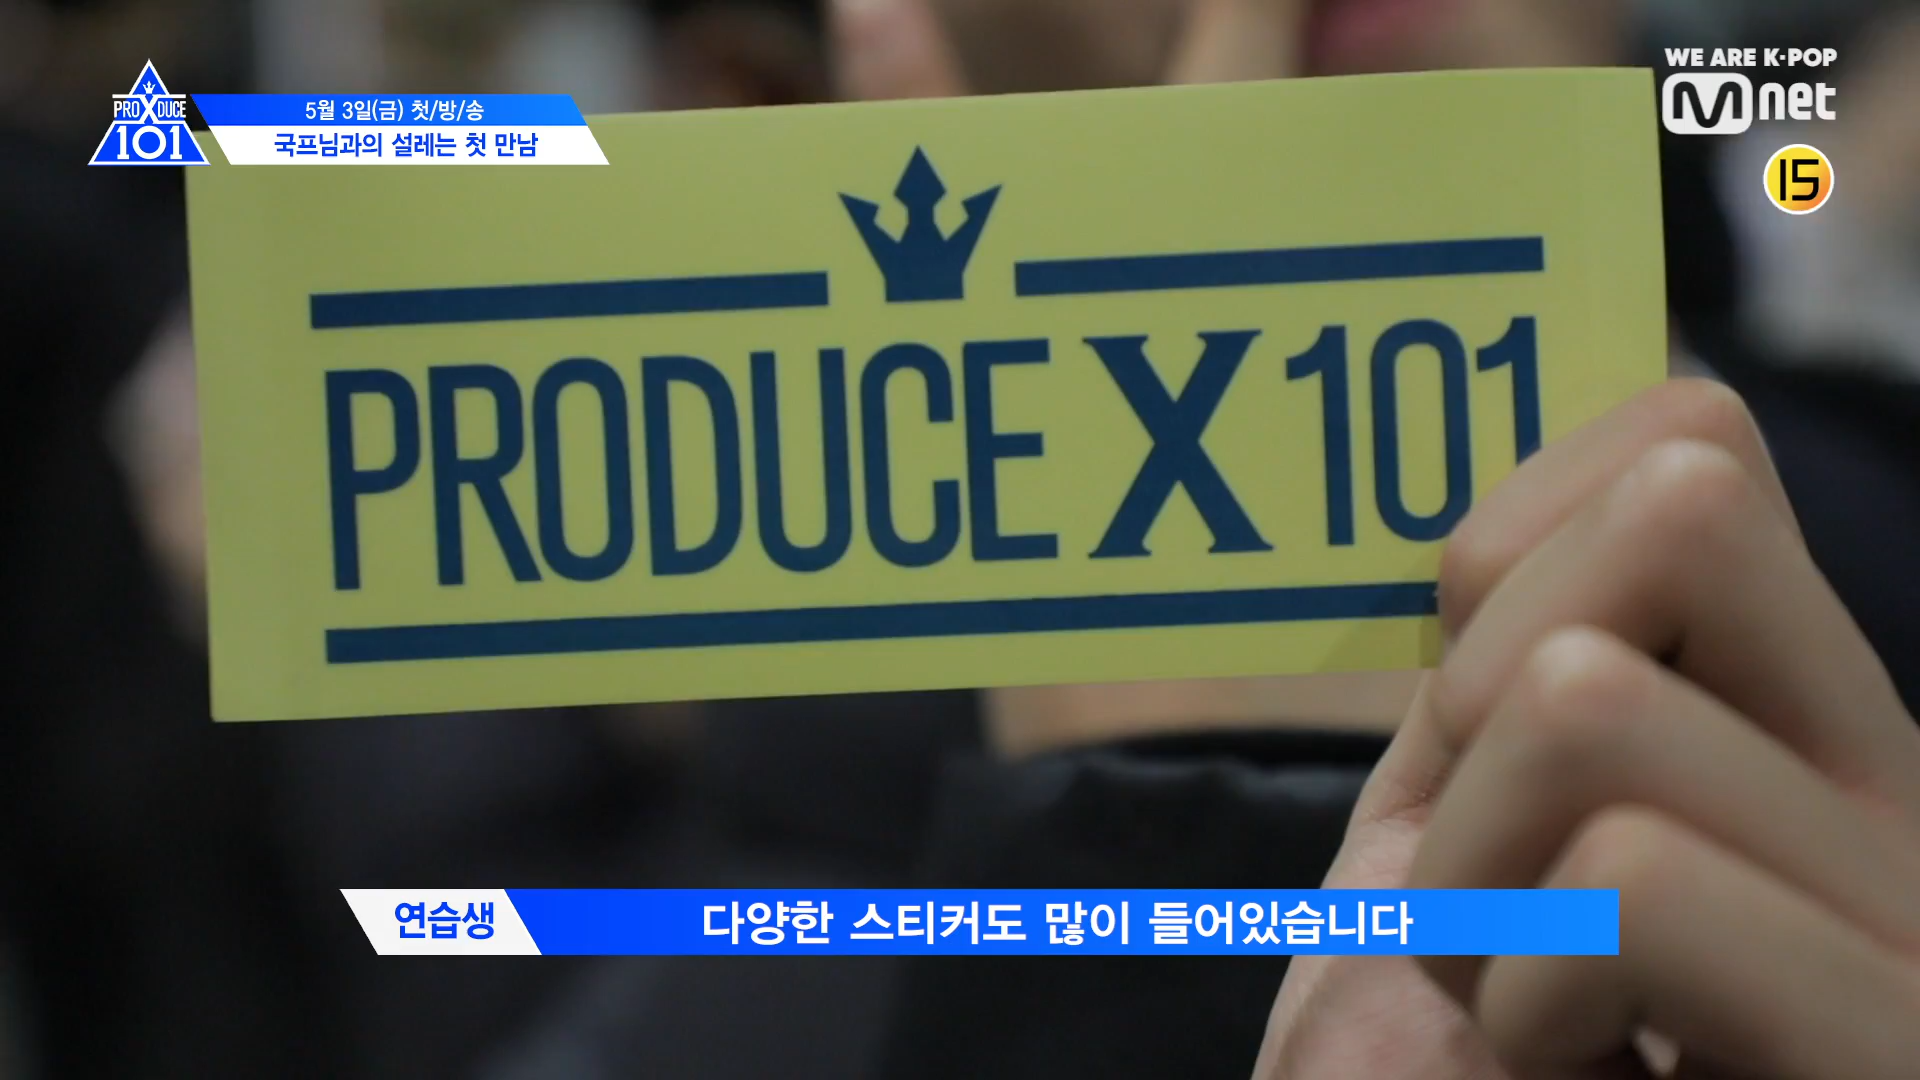 WE ARE K-POP
Mnet
15
PRO X DUCE
101
5월 3일(금) 첫/방/송
국프님과의 설레는 첫 만남
PRODUCE X 101
연습생
다양한 스티커도 많이 들어있습니다